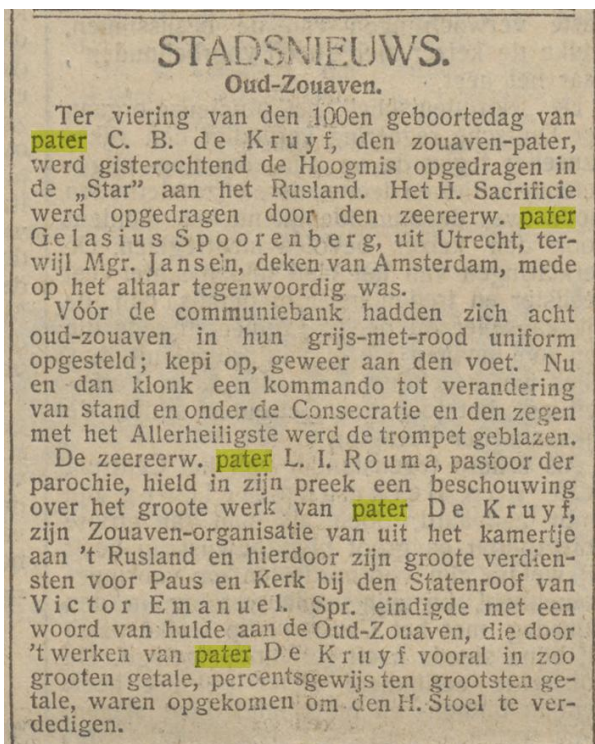 STADSNIEUWS.
Oud-Zouaven.
Ter viering van den 100en geboortedag van
pater C. B. de Kruyf, den zouaven-pater,
werd gisterochtend de Hoogmis opgedragen in
de „Star” aan het Rusland. Het H. Sacrificie
werd opgedragen door den zeereerw. pater
Gelasius Spoorenberg, uit Utrecht, ter-
wijl Mgr. Jansen, deken van Amsterdam, mede
op het altaar tegenwoordig was.
Vóór de communiebank hadden zich acht
oud-zouaven in hun grijs-met-rood uniform
opgesteld; kepi op, geweer aan den voet. Nu
en dan klonk een kommando tot verandering
van stand en onder de Consecratie en den zegen
met het Allerheiligste werd de trompet geblazen.
De zeereerw. pater L. I. Rouma, pastoor der
parochie, hield in zijn preek een beschouwing
over het groote werk van pater De Kruyf,
zijn Zouaven-organisatie van uit het kamertje
aan 't Rusland en hierdoor zijn groote verdien-
sten voor Paus en Kerk bij den Statenroof van
Victor Emanuel. Spr. eindigde met een
woord van hulde aan de Oud-Zouaven, die door
't werken van pater De Kruyf vooral in zoo
grooten getale, percentsgewijs ten grootsten ge-
tale, waren opgekomen om den H. Stoel te ver-
dedigen.